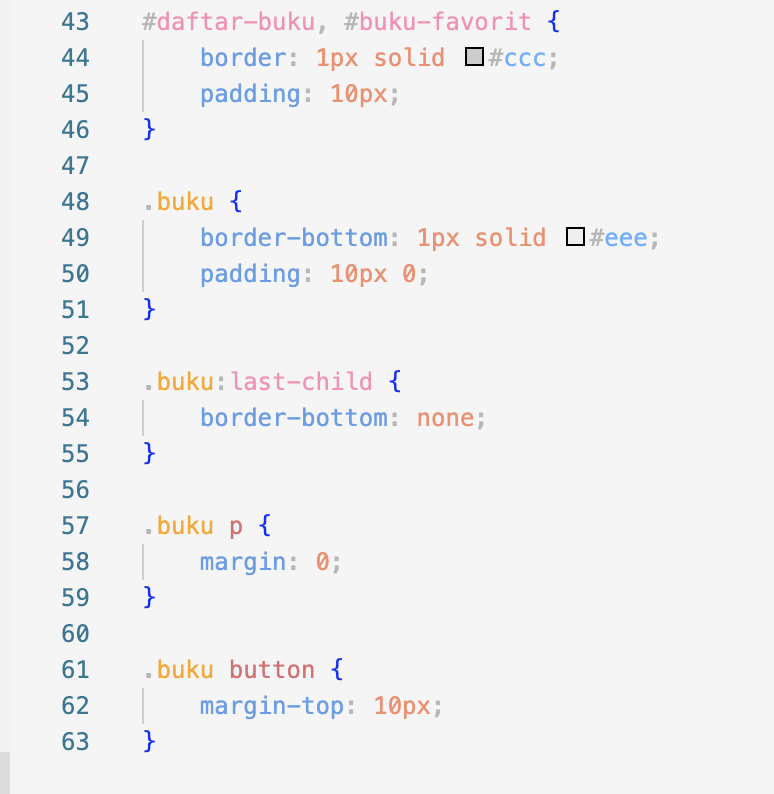 43 #daftar-buku, #buku-favorit {
44 border: 1px solid #ccc;
45 padding: 10px;
46 }
47
48 .buku {
49 border-bottom: 1px solid #eee;
50 padding: 10px 0;
51 }
52
53 .buku:last-child {
54 border-bottom: none;
55 }
56
57 .buku p {
58 margin: 0;
59 }
60
61 .buku button {
62 margin-top: 10px;
63 }